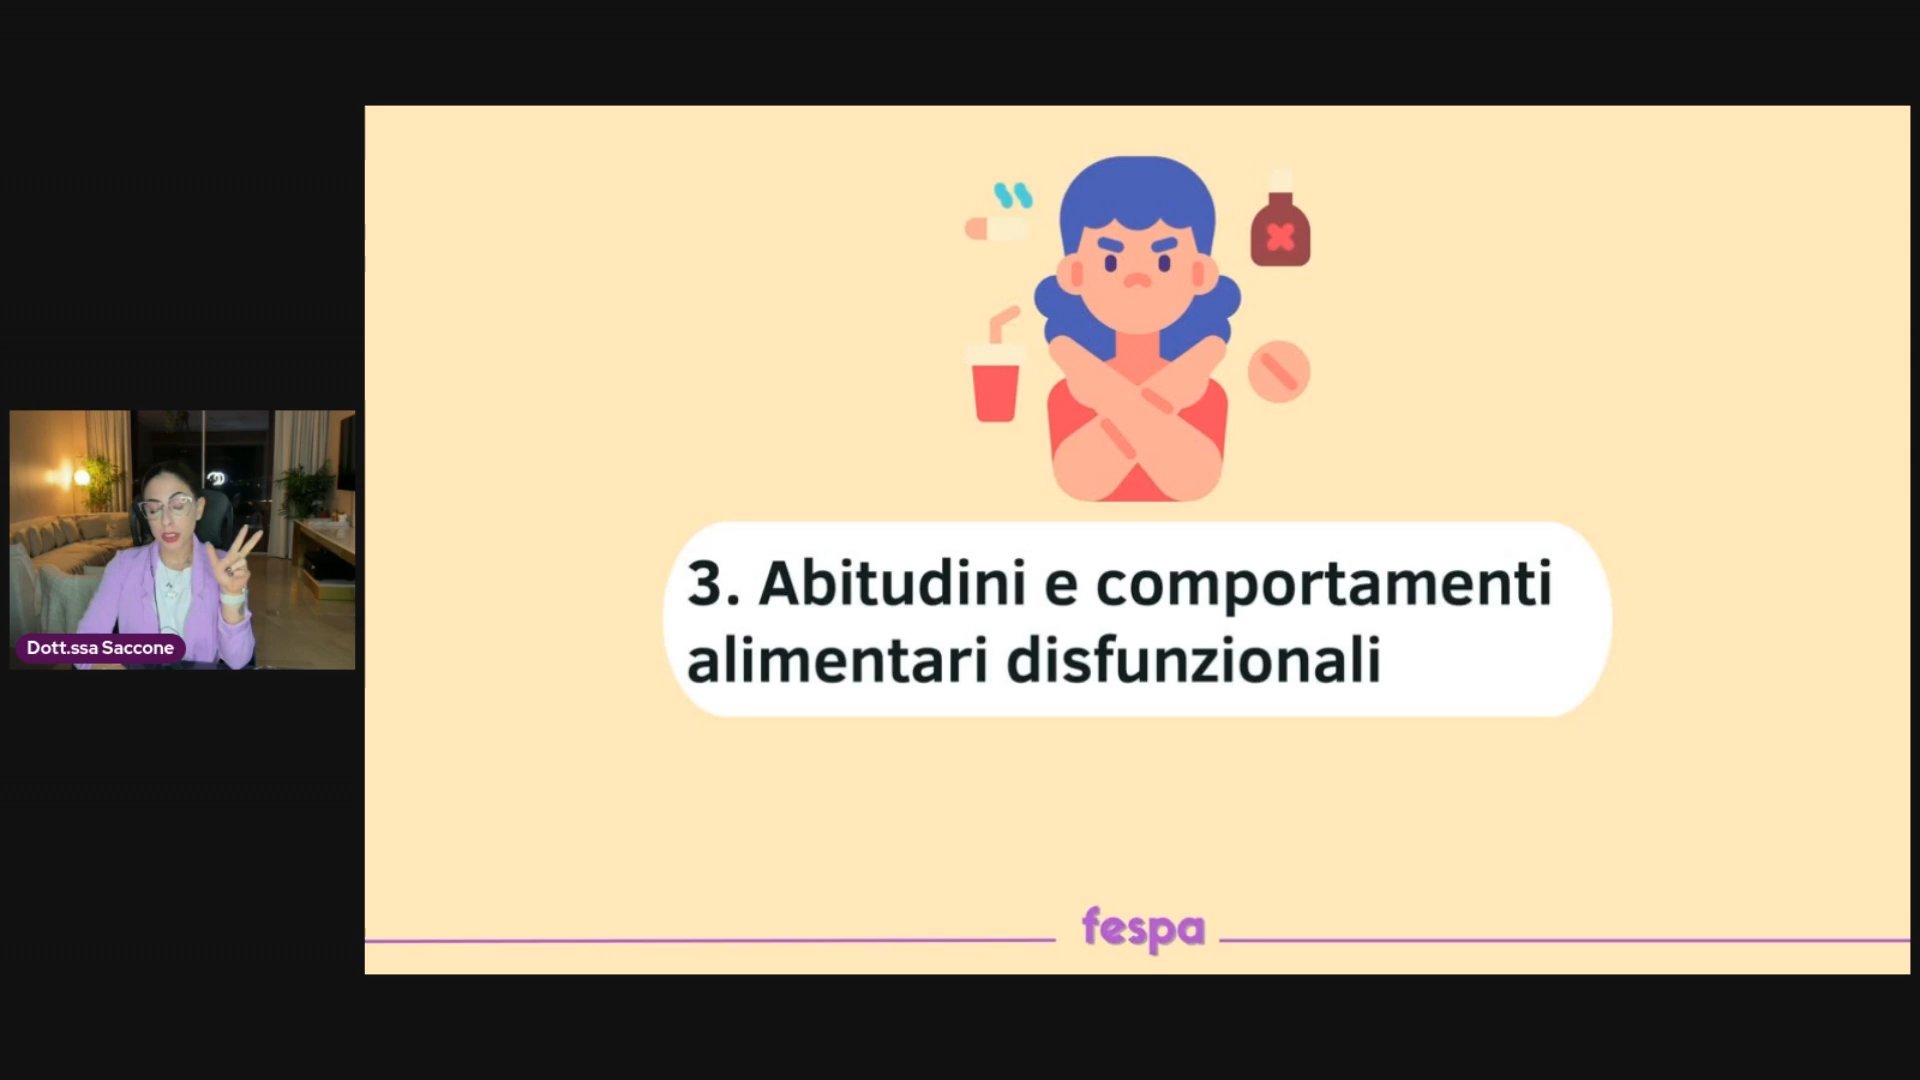 3. Abitudini e comportamenti
alimentari disfunzionali
Dott.ssa Saccone
fespa